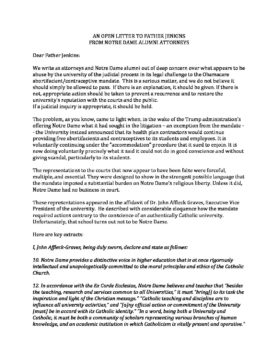 AN OPEN LETTER TO FATHER JENKINS
FROM NOTRE DAME ALUMNI ATTORNEYS
Dear Father Jenkins:
We write as attorneys and Notre Dame alumni out of deep concern over what appears to be
abuse by the university of the judicial process in its legal challenge to the Obamacare
abortifacient/contraceptive mandate. This is a serious matter, and we do not believe it
should simply be allowed to pass. If there is an explanation, it should be given. If there is
not, appropriate action should be taken to prevent a recurrence and to restore the
university's reputation with the courts and the public.
If a judicial inquiry is appropriate, it should be held.
The problem, as you know, came to light when, in the wake of the Trump administration's
offering Notre Dame what it had sought in the litigation – an exemption from the mandate -
- the University instead announced that its health plan contractors would continue
providing free abortifacients and contraceptives to its students and employees. It is
voluntarily continuing under the "accommodation" procedure that it sued to enjoin. It is
now doing voluntarily precisely what it said it could not do in good conscience and without
giving scandal, particularly to its students.
The representations to the courts that now appear to have been false were forceful,
multiple, and essential. They were designed to show in the strongest possible language that
the mandate imposed a substantial burden on Notre Dame's religious liberty. Unless it did,
Notre Dame had no business in court.
These representations appeared in the affidavit of Dr. John Affleck Graves, Executive Vice
President of the university. He described with considerable eloquence how the mandate
required actions contrary to the conscience of an authentically Catholic university.
Unfortunately, that school turns out not to be Notre Dame.
Here are key extracts:
I, John Affleck-Graves, being duly sworn, declare and state as follows:
10. Notre Dame provides a distinctive voice in higher education that is at once rigorously
intellectual and unapologetically committed to the moral principles and ethics of the Catholic
Church.
12. In accordance with the Ex Corde Ecclesiae, Notre Dame believes and teaches that "besides
the teaching, research and services common to all Universities," it must "bring[] to its task the
inspiration and light of the Christian message." "Catholic teaching and discipline are to
influence all university activities," and "[a]ny official action or commitment of the University
[must] be in accord with its Catholic identity." "In a word, being both a University and
Catholic, it must be both a community of scholars representing various branches of human
knowledge, and an academic institution in which Catholicism is vitally present and operative."